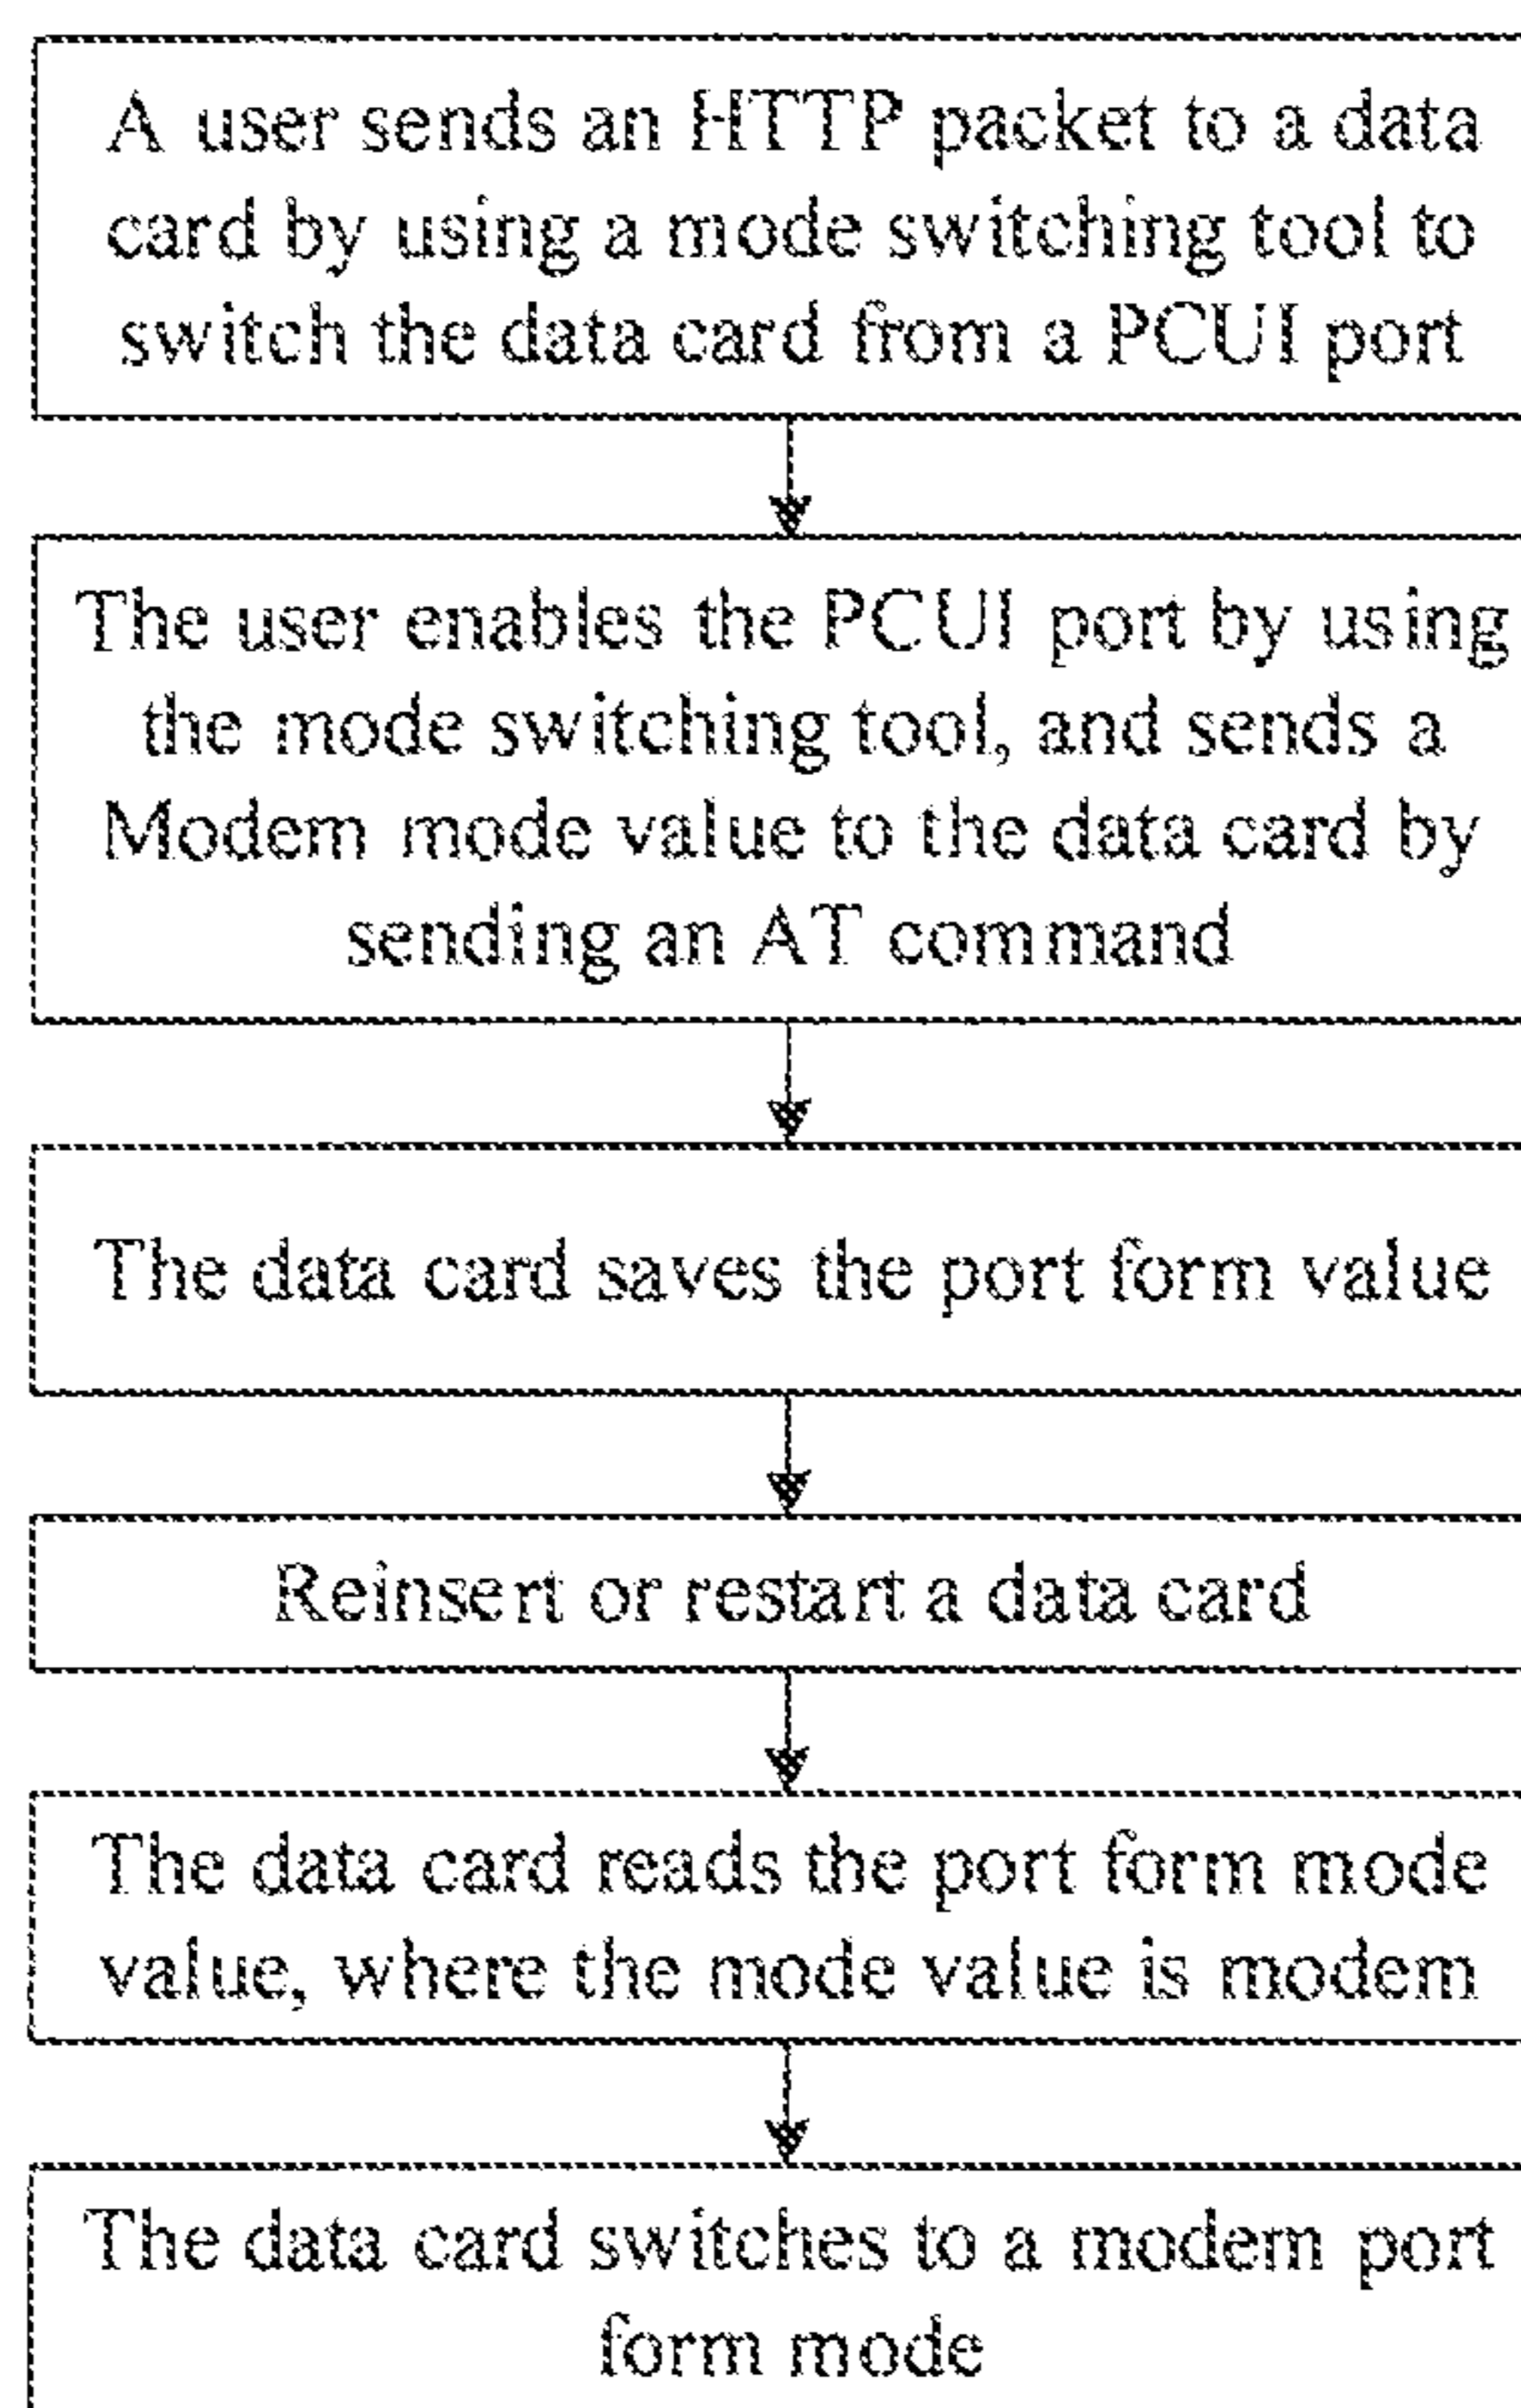 A user sends an HTTP packet to a data
card by using a mode switching tool to
switch the data card from a PCUI port
The user enables the PCUI port by using
the mode switching tool, and sends a
Modem mode value to the data card by
sending an AT command
The data card saves the port form value
Reinsert or restart a data card
The data card reads the port form mode
value, where the mode value is modem
The data card switches to a modem port
form mode